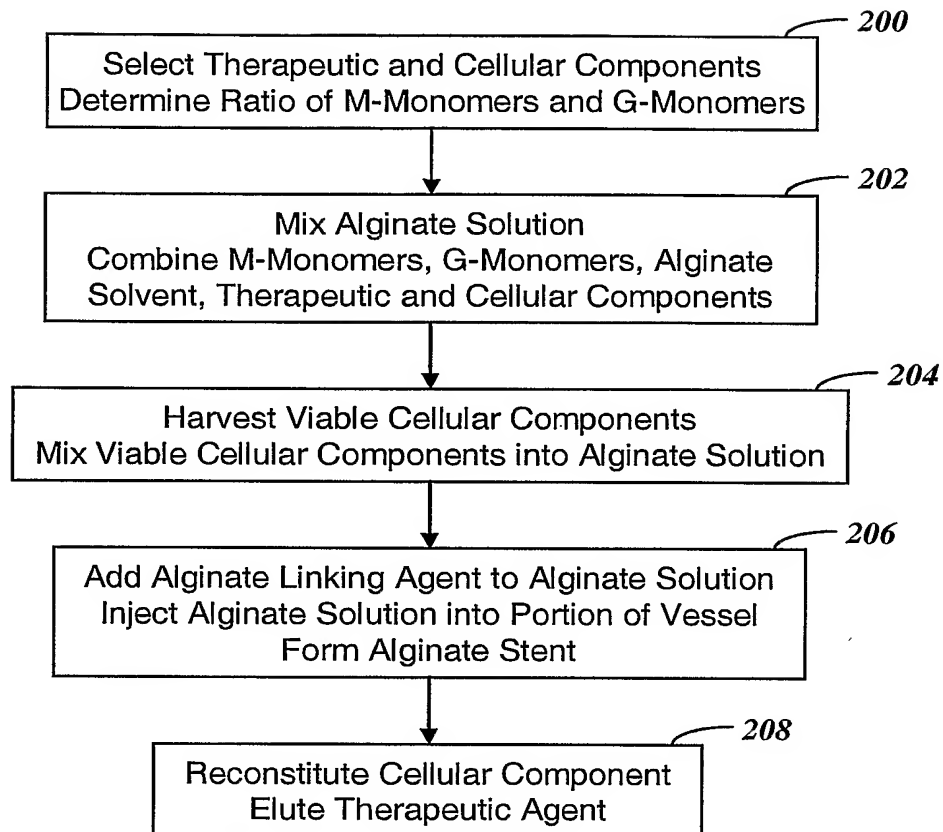 200
Select Therapeutic and Cellular Components
Determine Ratio of M-Monomers and G-Monomers
202
Mix Alginate Solution
Combine M-Monomers, G-Monomers, Alginate
Solvent, Therapeutic and Cellular Components
204
Harvest Viable Cellular Components
Mix Viable Cellular Components into Alginate Solution
206
Add Alginate Linking Agent to Alginate Solution
Inject Alginate Solution into Portion of Vessel
Form Alginate Stent
208
Reconstitute Cellular Component
Elute Therapeutic Agent